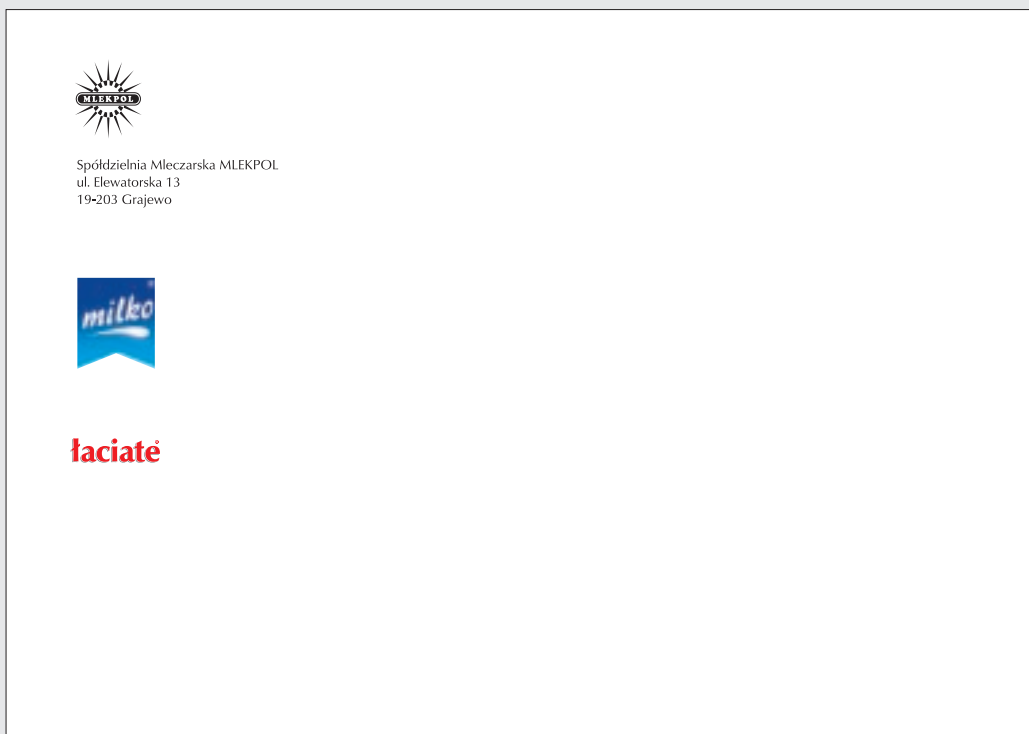 MLEKPOL
Spółdzielnia Mleczarska MLEKPOL
ul. Elewatorska 13
19-203 Grajewo
milko
łaciate